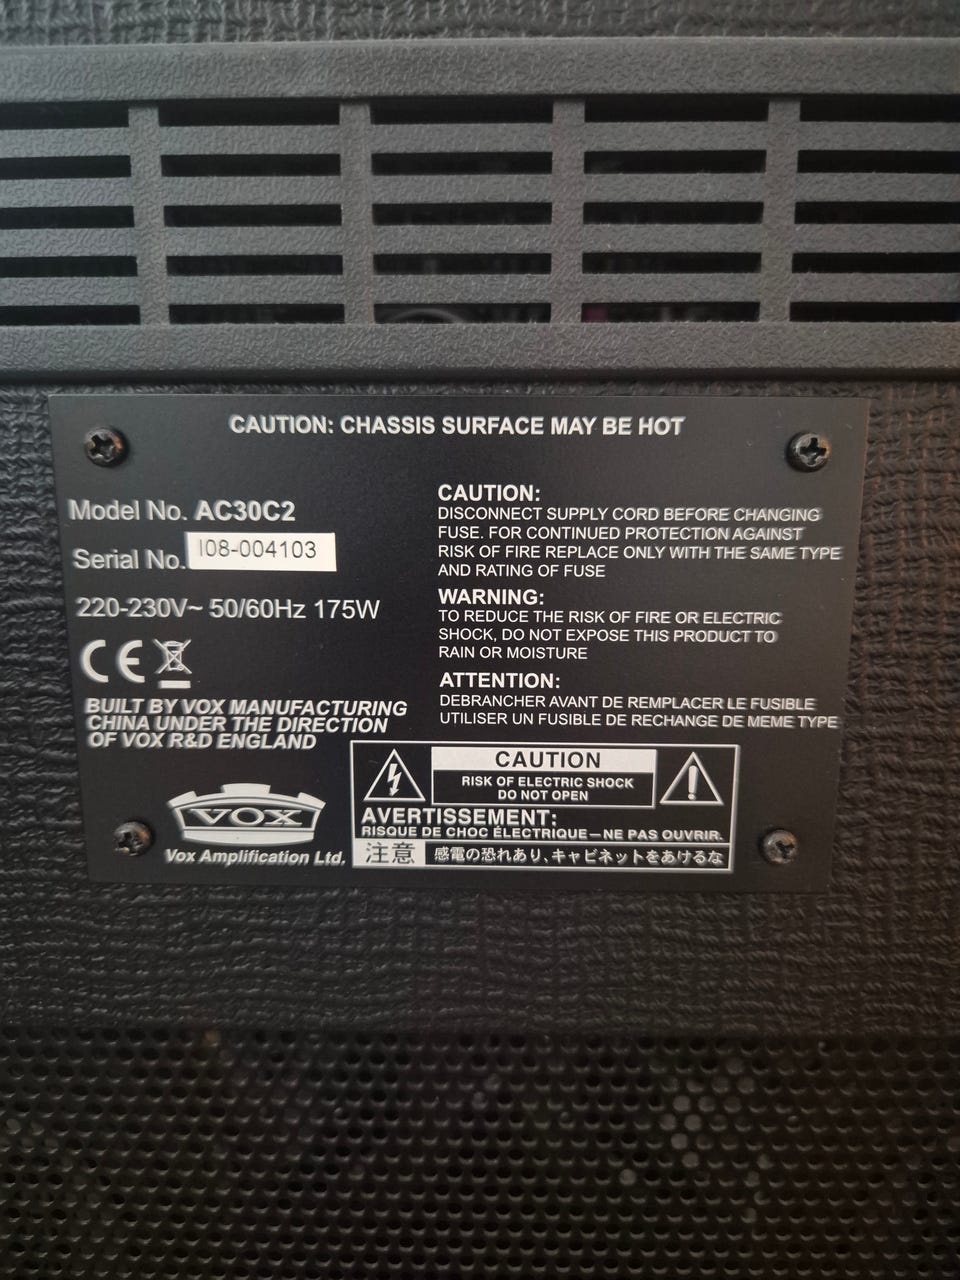 CAUTION: CHASSIS SURFACE MAY BE HOT
Model No. AC30C2
Serial No. I08-004103
220-230V~ 50/60Hz 175W
CE
BUILT BY VOX MANUFACTURING
CHINA UNDER THE DIRECTION
OF VOX R&D ENGLAND
VOX
Vox Amplification Ltd.
CAUTION:
DISCONNECT SUPPLY CORD BEFORE CHANGING
FUSE. FOR CONTINUED PROTECTION AGAINST
RISK OF FIRE REPLACE ONLY WITH THE SAME TYPE
AND RATING OF FUSE
WARNING:
TO REDUCE THE RISK OF FIRE OR ELECTRIC
SHOCK, DO NOT EXPOSE THIS PRODUCT TO
RAIN OR MOISTURE
ATTENTION:
DEBRANCHER AVANT DE REMPLACER LE FUSIBLE
UTILISER UN FUSIBLE DE RECHANGE DE MEME TYPE
CAUTION
RISK OF ELECTRIC SHOCK
DO NOT OPEN
AVERTISSEMENT:
RISQUE DE CHOC ÉLECTRIQUE—NE PAS OUVRIR.
注意 感電の恐れあり、キャビネットをあけるな